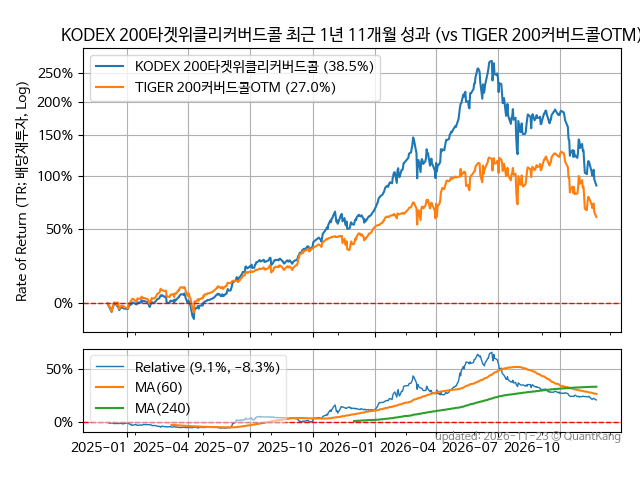 KODEX 200타겟위클리커버드콜 최근 1년 11개월 성과 (vs TIGER 200커버드콜OTM)
Rate of Return (TR; 배당재투자, Log)
250%
200%
150%
100%
50%
0%
KODEX 200타겟위클리커버드콜 (38.5%)
TIGER 200커버드콜OTM (27.0%)
50%
0%
Relative (9.1%, -8.3%)
MA(60)
MA(240)
2025-01 2025-04 2025-07 2025-10 2026-01 2026-04 2026-07 2026-10
updated: 2026-11-23 © QuantKang